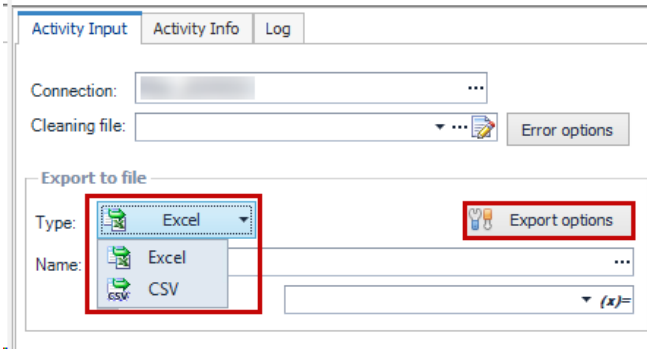 Activity Input Activity Info Log
Connection: ...
Cleaning file: ... Error options
Export to file
Type: Excel Export options
Name: Excel ...
CSV
CSV (x)=